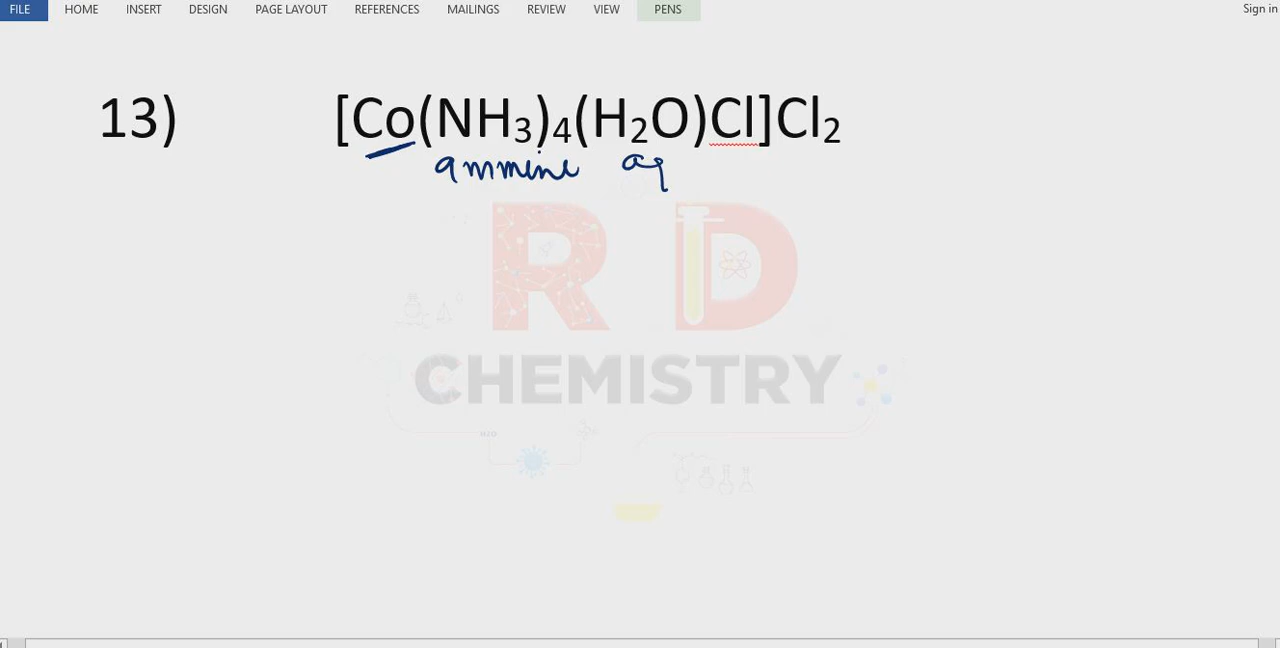 FILE HOME INSERT DESIGN PAGE LAYOUT REFERENCES MAILINGS REVIEW VIEW PENS Sign in
13) [Co(NH₃)₄(H₂O)Cl]Cl₂
ammine aq
R D
CHEMISTRY